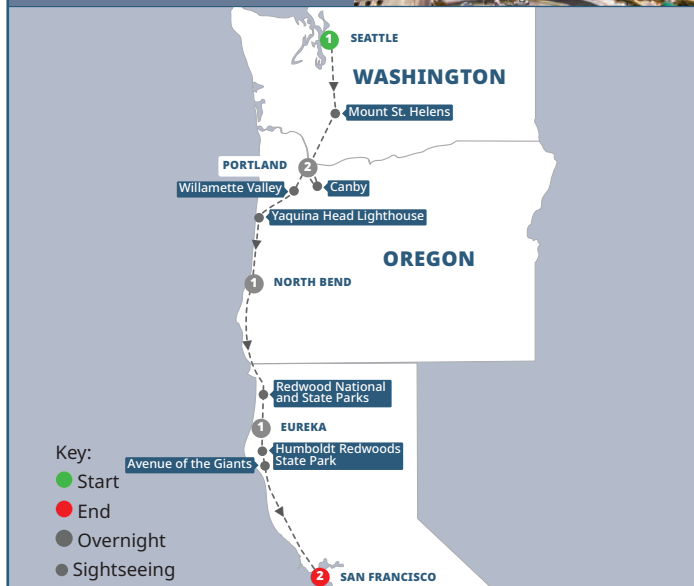 1 SEATTLE
WASHINGTON
Mount St. Helens
PORTLAND 2
Willamette Valley
Canby
Yaquina Head Lighthouse
OREGON
1 NORTH BEND
Redwood National
and State Parks
1 EUREKA
Humboldt Redwoods
State Park
Avenue of the Giants
Key:
Start
End
Overnight
Sightseeing
2 SAN FRANCISCO